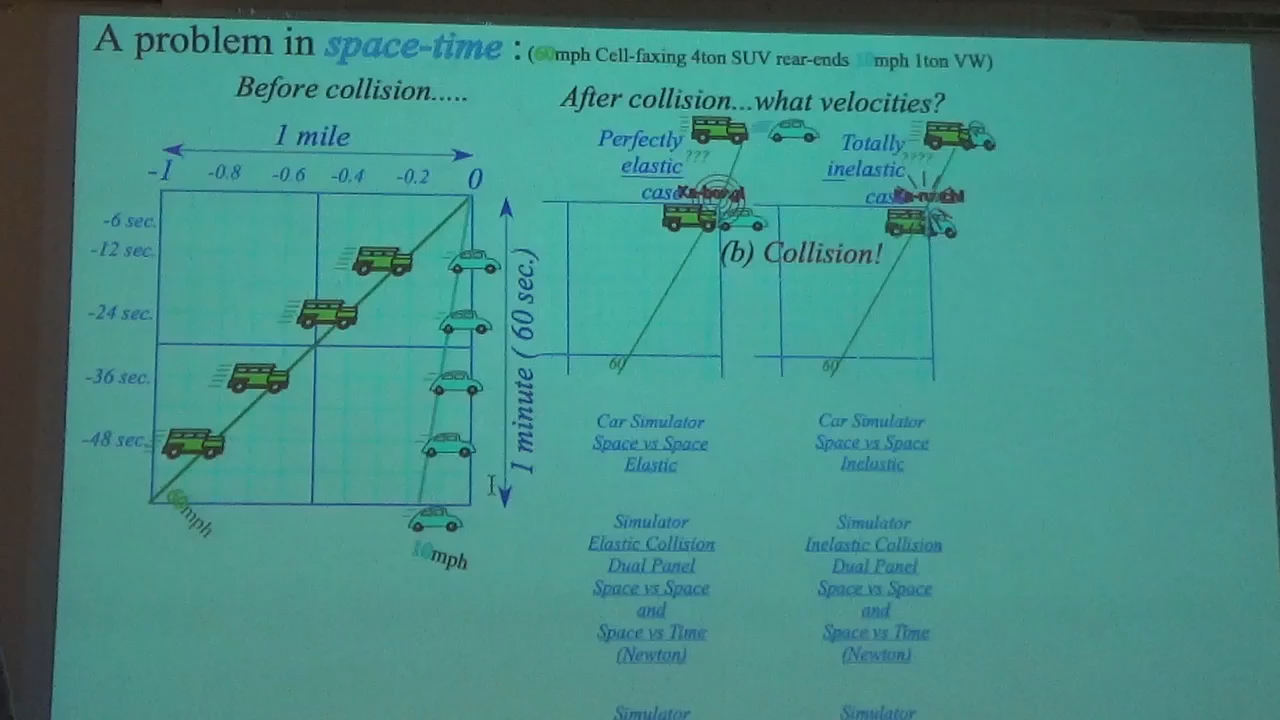 A problem in space-time : (60mph Cell-faxing 4ton SUV rear-ends 10mph 1ton VW)
Before collision.....
After collision...what velocities?
1 mile
-1 -0.8 -0.6 -0.4 -0.2 0
-6 sec.
-12 sec.
-24 sec.
-36 sec.
-48 sec.
1 minute ( 60 sec.)
60mph
10mph
Perfectly
elastic ???
case
Totally
inelastic ????
case
(b) Collision!
60
60
Car Simulator
Space vs Space
Elastic
Car Simulator
Space vs Space
Inelastic
Simulator
Elastic Collision
Dual Panel
Space vs Space
and
Space vs Time
(Newton)
Simulator
Inelastic Collision
Dual Panel
Space vs Space
and
Space vs Time
(Newton)
Simulator
Simulator